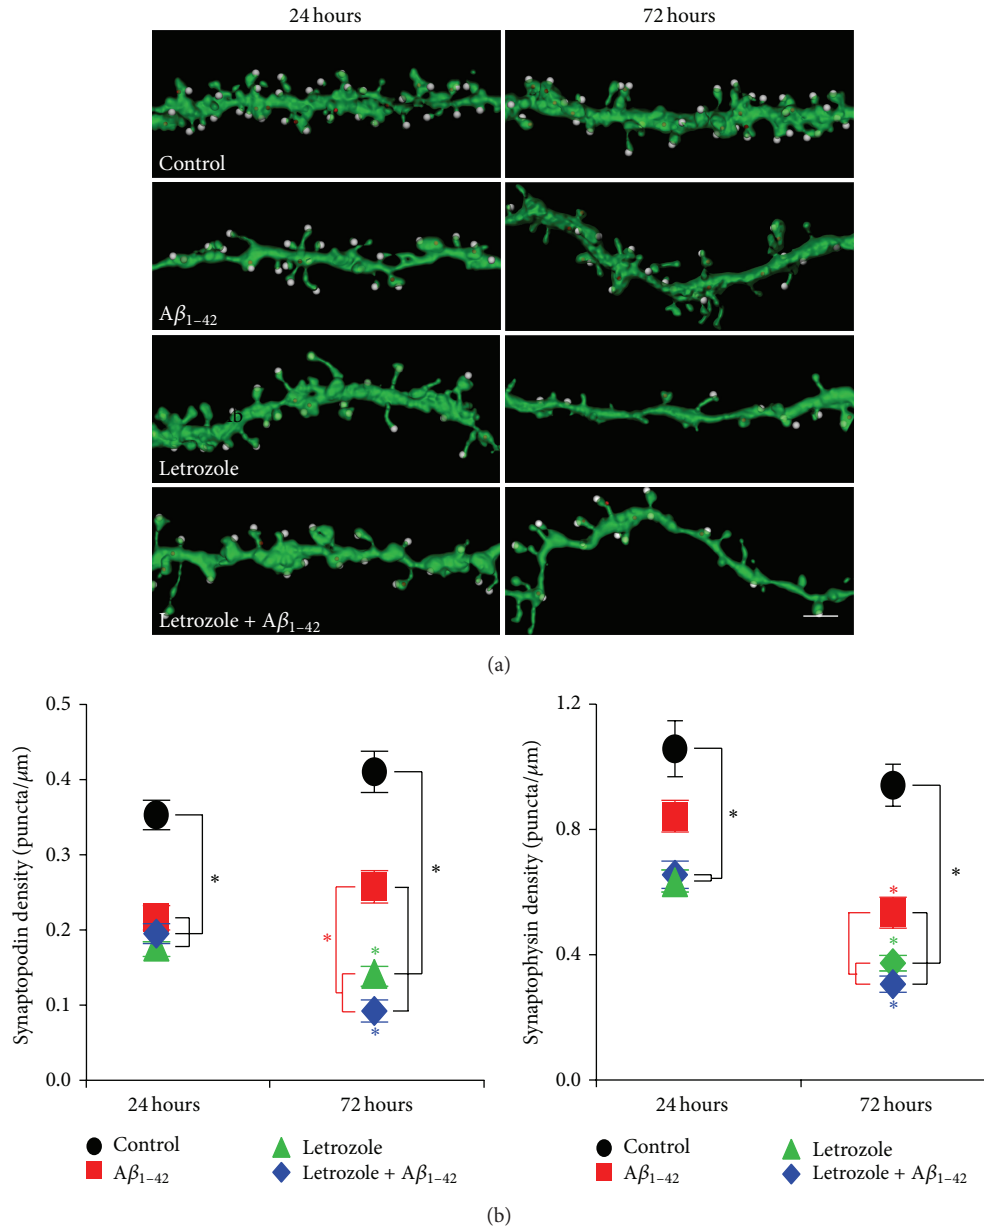 24 hours 72 hours
Control
Aβ1–42
b
Letrozole
Letrozole + Aβ1–42
(a)
Synaptopodin density (puncta/μm)
0.5
0.4
0.3
0.2
0.1
0.0
*
*
*
*
*
24 hours 72 hours
Control
Aβ1–42
Letrozole
Letrozole + Aβ1–42
Synaptophysin density (puncta/μm)
1.2
0.8
0.4
0.0
*
*
*
*
*
24 hours 72 hours
Control
Aβ1–42
Letrozole
Letrozole + Aβ1–42
(b)